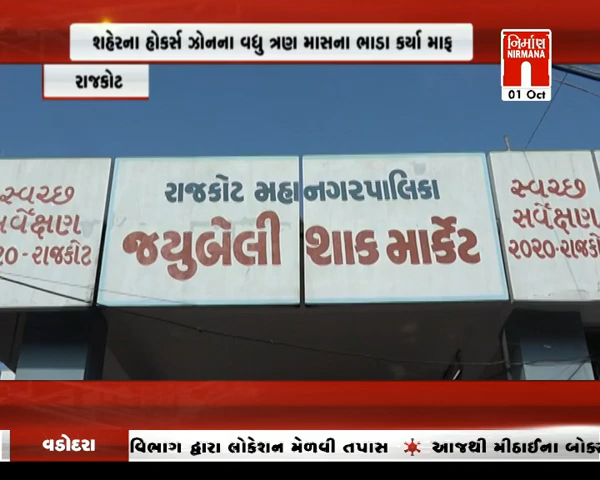 શહેરના હોકર્સ ઝોનના વધુ ત્રણ માસના ભાડા કર્યા માફ
રાજકોટ
નિર્માણ
NIRMANA
01 Oct
રાજકોટ મહાનગરપાલિકા
જ્યુબેલી શાક માર્કેટ
સ્વચ્છ
સર્વેક્ષણ
૨૦-રાજકોટ
સ્વચ્છ
સર્વેક્ષણ
૨૦૨૦-રાજકો
વડોદરા
વિભાગ દ્વારા લોકેશન મેળવી તપાસ
આજથી મીઠાઈના બોક્સ